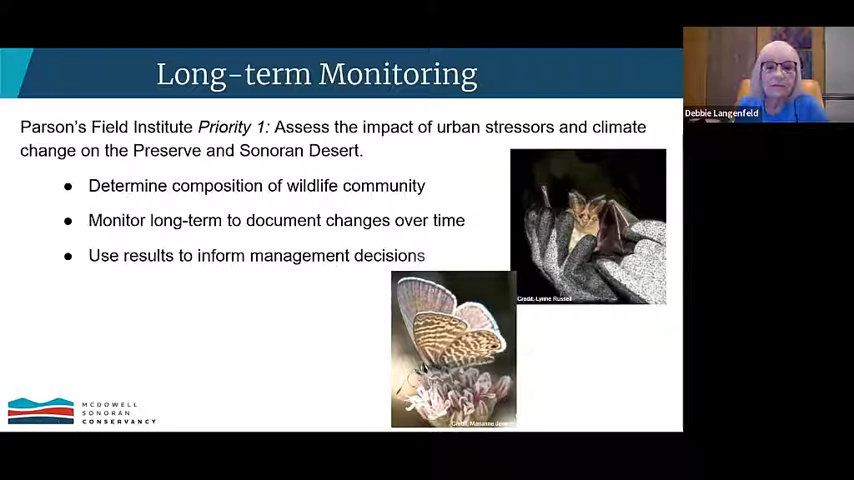 Long-term Monitoring
Debbie Langenfeld
Parson's Field Institute Priority 1: Assess the impact of urban stressors and climate
change on the Preserve and Sonoran Desert.
● Determine composition of wildlife community
● Monitor long-term to document changes over time
● Use results to inform management decisions
Credit, Lynne Russell
Credit, Marianne
MCDOWELL
SONORAN
CONSERVANCY